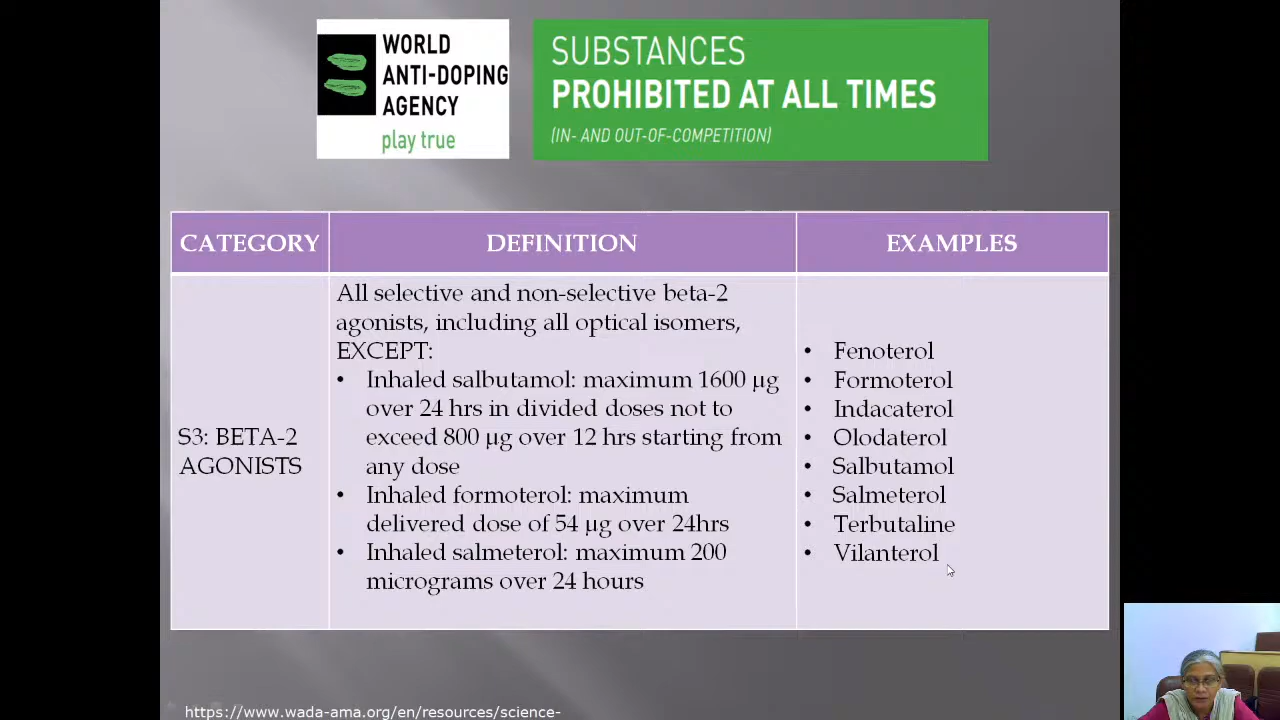 WORLD
ANTI-DOPING
AGENCY
play true
SUBSTANCES
PROHIBITED AT ALL TIMES
(IN- AND OUT-OF-COMPETITION)
CATEGORY
DEFINITION
EXAMPLES
S3: BETA-2
AGONISTS
All selective and non-selective beta-2
agonists, including all optical isomers,
EXCEPT:
• Inhaled salbutamol: maximum 1600 µg
over 24 hrs in divided doses not to
exceed 800 µg over 12 hrs starting from
any dose
• Inhaled formoterol: maximum
delivered dose of 54 µg over 24hrs
• Inhaled salmeterol: maximum 200
micrograms over 24 hours
• Fenoterol
• Formoterol
• Indacaterol
• Olodaterol
• Salbutamol
• Salmeterol
• Terbutaline
• Vilanterol
https://www.wada-ama.org/en/resources/science-